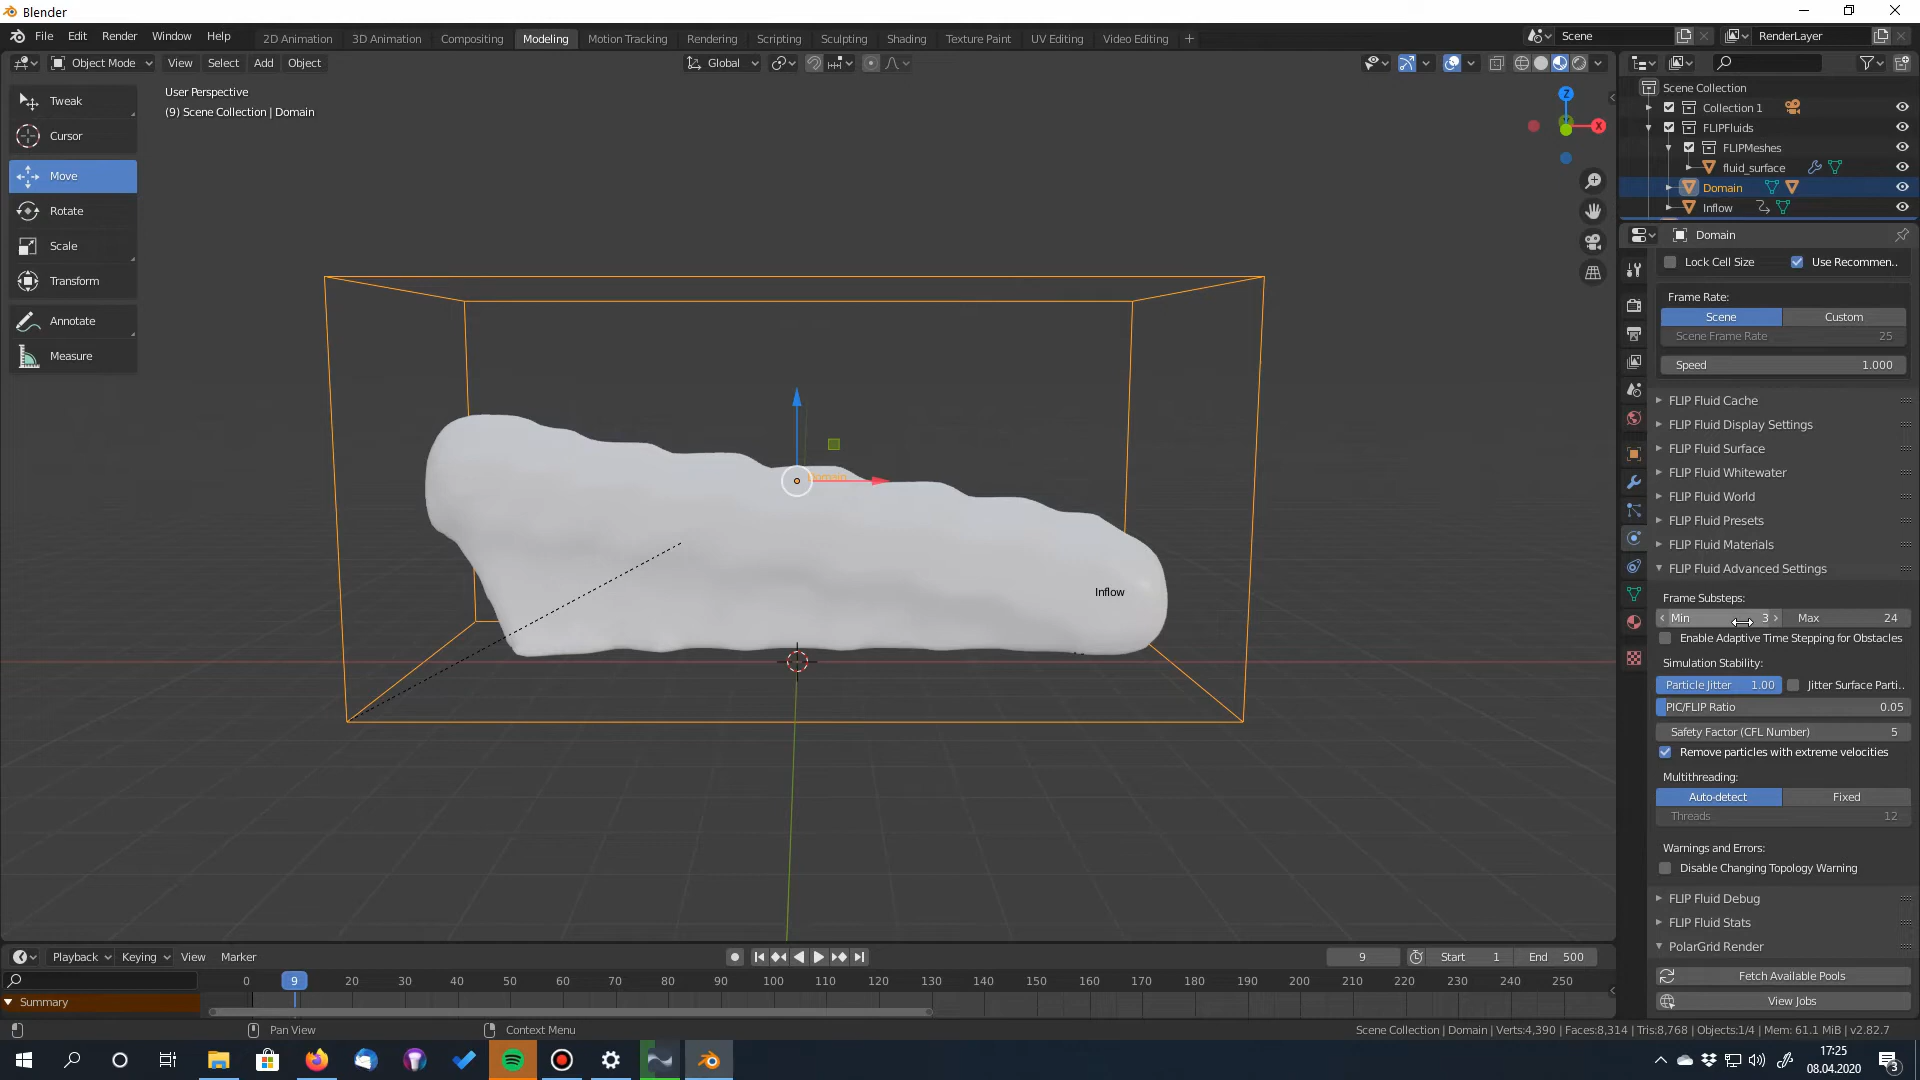 Blender
File Edit Render Window Help
2D Animation 3D Animation Compositing Modeling Motion Tracking Rendering Scripting Sculpting Shading Texture Paint UV Editing Video Editing +
Scene RenderLayer
Object Mode View Select Add Object Global
Tweak
Cursor
Move
Rotate
Scale
Transform
Annotate
Measure
User Perspective
(9) Scene Collection | Domain
Z
X
Domain
Inflow
Scene Collection
Collection 1
FLIPFluids
FLIPMeshes
fluid_surface
Domain
Inflow
Domain
Lock Cell Size Use Recommen..
Frame Rate:
Scene Custom
Scene Frame Rate 25
Speed 1.000
FLIP Fluid Cache
FLIP Fluid Display Settings
FLIP Fluid Surface
FLIP Fluid Whitewater
FLIP Fluid World
FLIP Fluid Presets
FLIP Fluid Materials
FLIP Fluid Advanced Settings
Frame Substeps:
Min 3 Max 24
Enable Adaptive Time Stepping for Obstacles
Simulation Stability:
Particle Jitter 1.00 Jitter Surface Parti..
PIC/FLIP Ratio 0.05
Safety Factor (CFL Number) 5
Remove particles with extreme velocities
Multithreading:
Auto-detect Fixed
Threads 12
Warnings and Errors:
Disable Changing Topology Warning
FLIP Fluid Debug
FLIP Fluid Stats
PolarGrid Render
Fetch Available Pools
View Jobs
Playback Keying View Marker 9 Start 1 End 500
0 9 20 30 40 50 60 70 80 90 100 110 120 130 140 150 160 170 180 190 200 210 220 230 240 250
Summary
Pan View Context Menu Scene Collection | Domain | Verts:4,390 | Faces:8,314 | Tris:8,768 | Objects:1/4 | Mem: 61.1 MiB | v2.82.7
17:25
08.04.2020
3